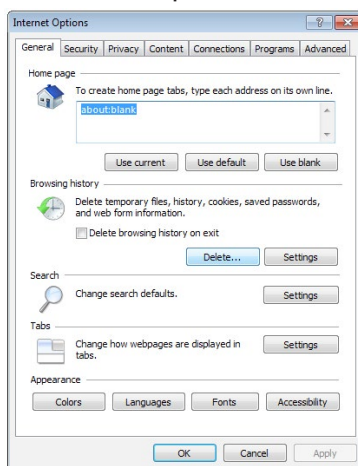 Internet Options
General Security Privacy Content Connections Programs Advanced
Home page
To create home page tabs, type each address on its own line.
about:blank
Use current Use default Use blank
Browsing history
Delete temporary files, history, cookies, saved passwords,
and web form information.
Delete browsing history on exit
Delete... Settings
Search
Change search defaults. Settings
Tabs
Change how webpages are displayed in
tabs.
Settings
Appearance
Colors Languages Fonts Accessibility
OK Cancel Apply